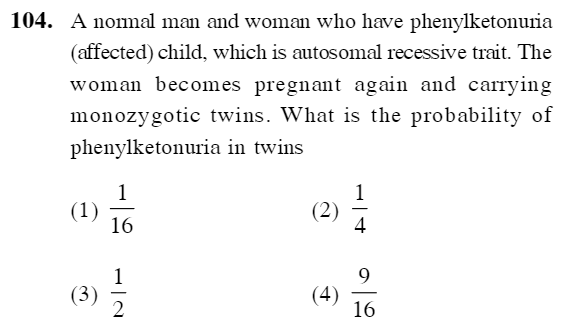 104. A normal man and woman who have phenylketonuria
(affected) child, which is autosomal recessive trait. The
woman becomes pregnant again and carrying
monozygotic twins. What is the probability of
phenylketonuria in twins
(1) 1/16 (2) 1/4
(3) 1/2 (4) 9/16